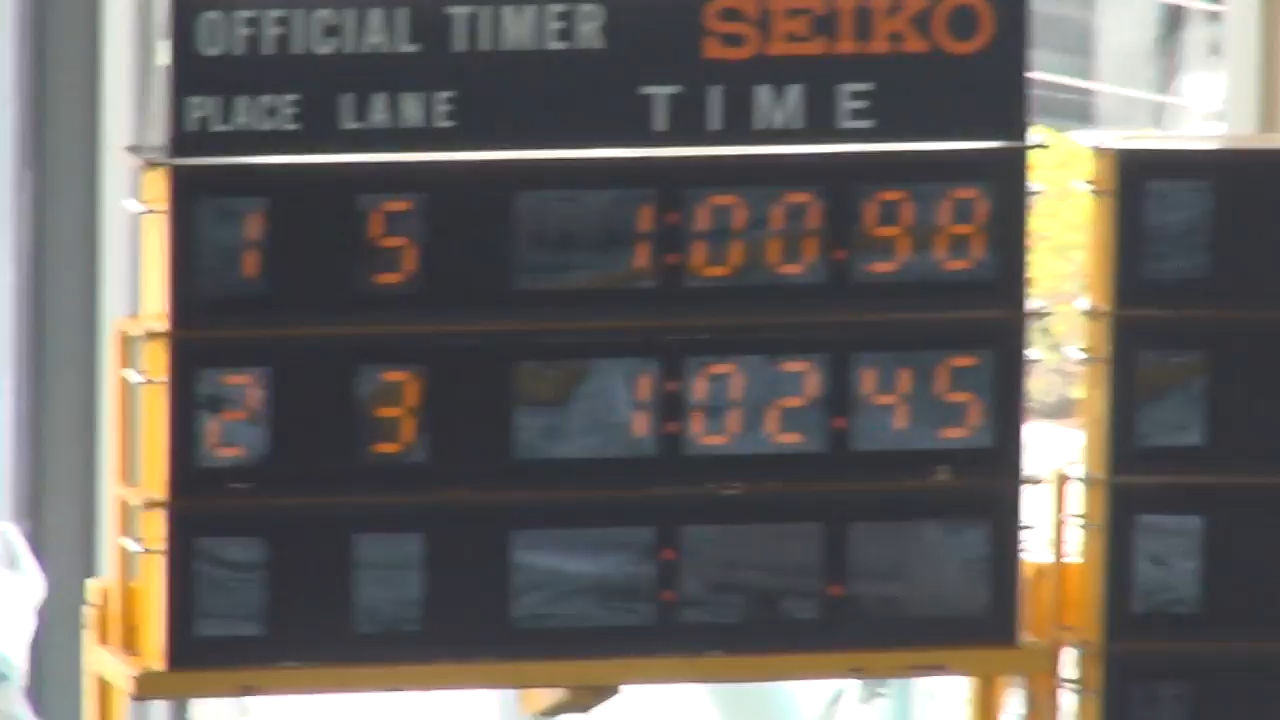 OFFICIAL TIMER SEIKO
PLACE LANE TIME
1 5 1:00.98
2 3 1:02.45
: .